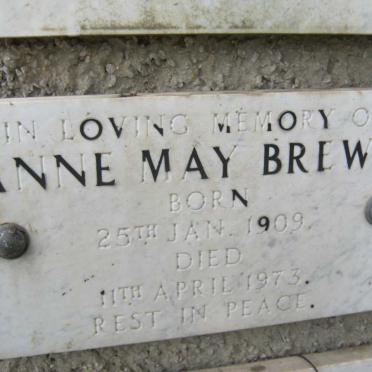 IN LOVING MEMORY O
ANNE MAY BREW
BORN
25TH JAN. 1909.
DIED
11TH APRIL 1973.
REST IN PEACE.